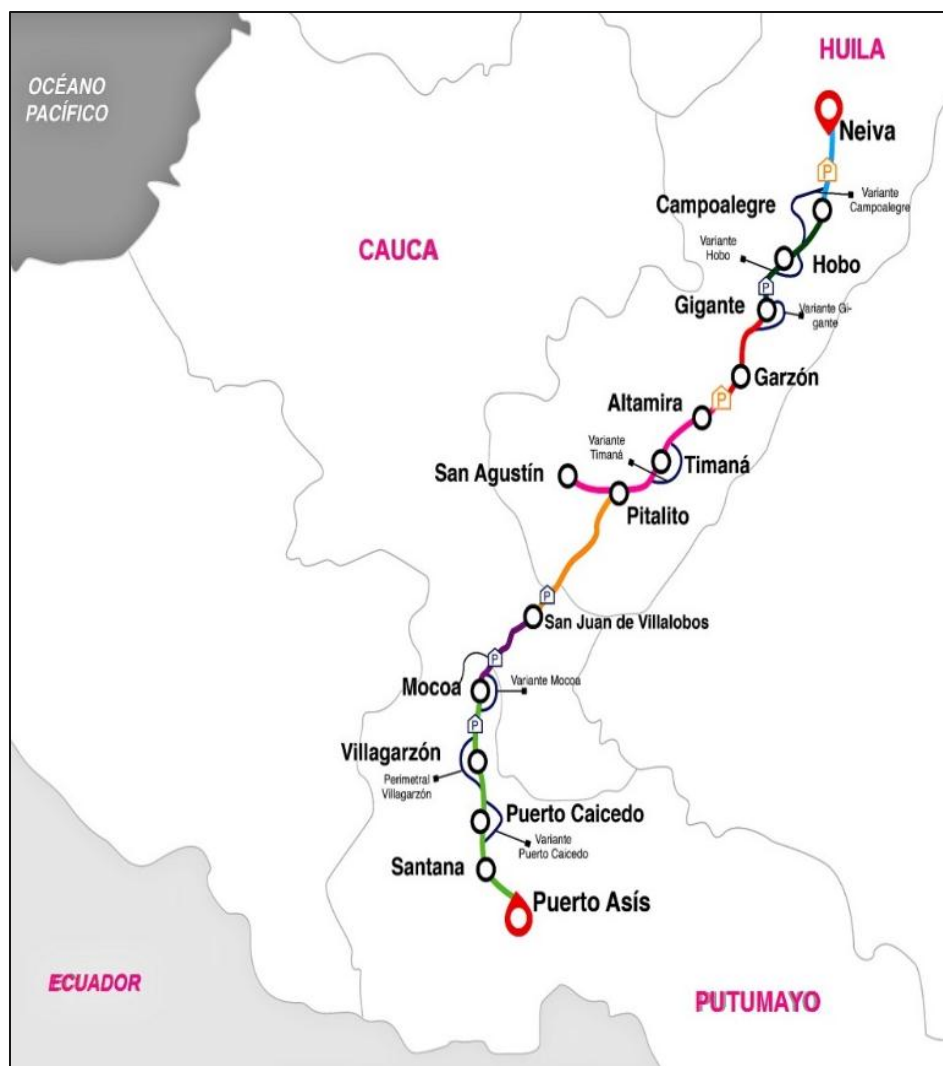 OCÉANO
PACÍFICO
HUILA
Neiva
P
Variante
Campoalegre
Campoalegre
CAUCA
Variante
Hobo
Hobo
P
Gigante
Variante Gi-
gante
Garzón
P
Altamira
Variante
Timaná
Timaná
San Agustín
Pitalito
P
San Juan de Villalobos
P
Mocoa
Variante Mocoa
P
Villagarzón
Perimetral
Villagarzón
Puerto Caicedo
Variante
Puerto Caicedo
Santana
Puerto Asís
ECUADOR
PUTUMAYO